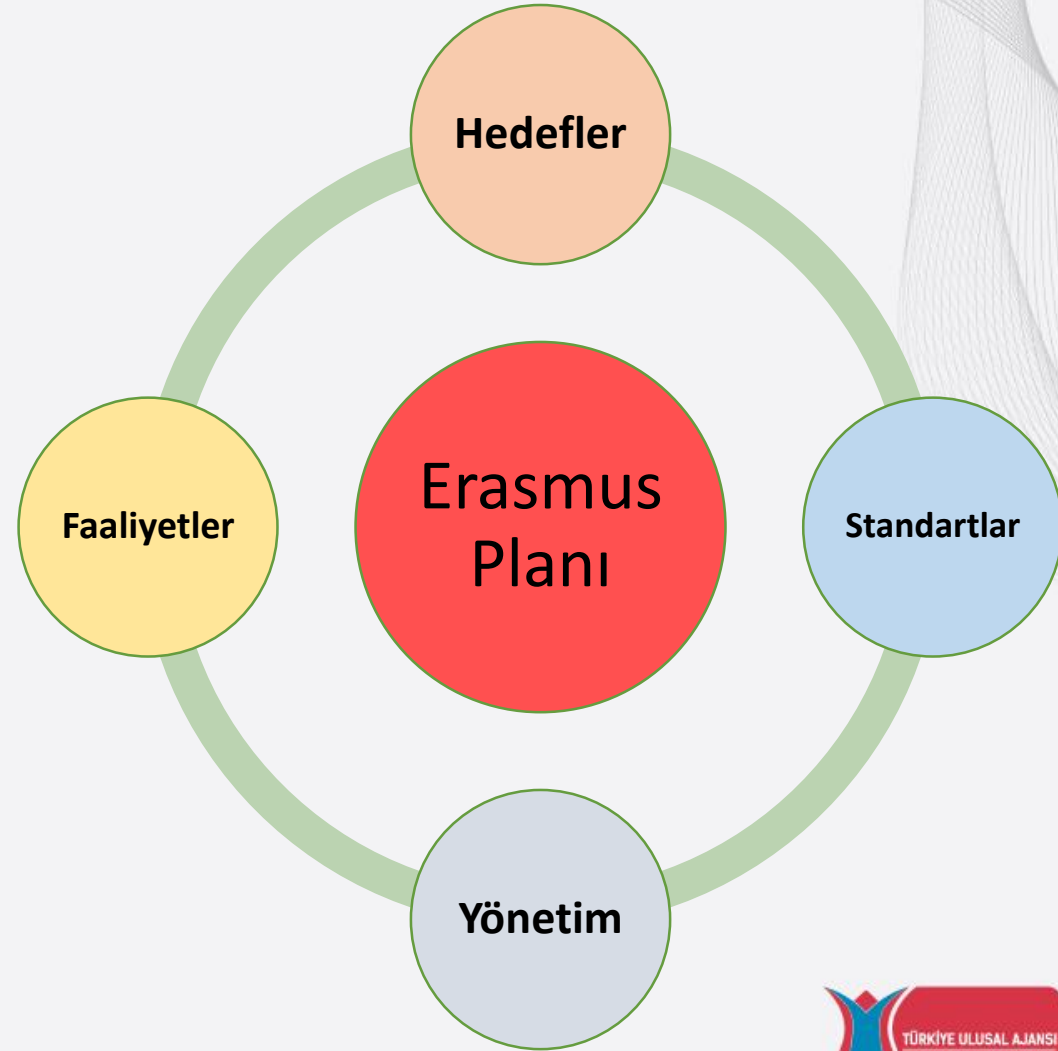 Hedefler
Erasmus
Planı
Faaliyetler
Standartlar
Yönetim
TÜRKİYE ULUSAL AJANSI